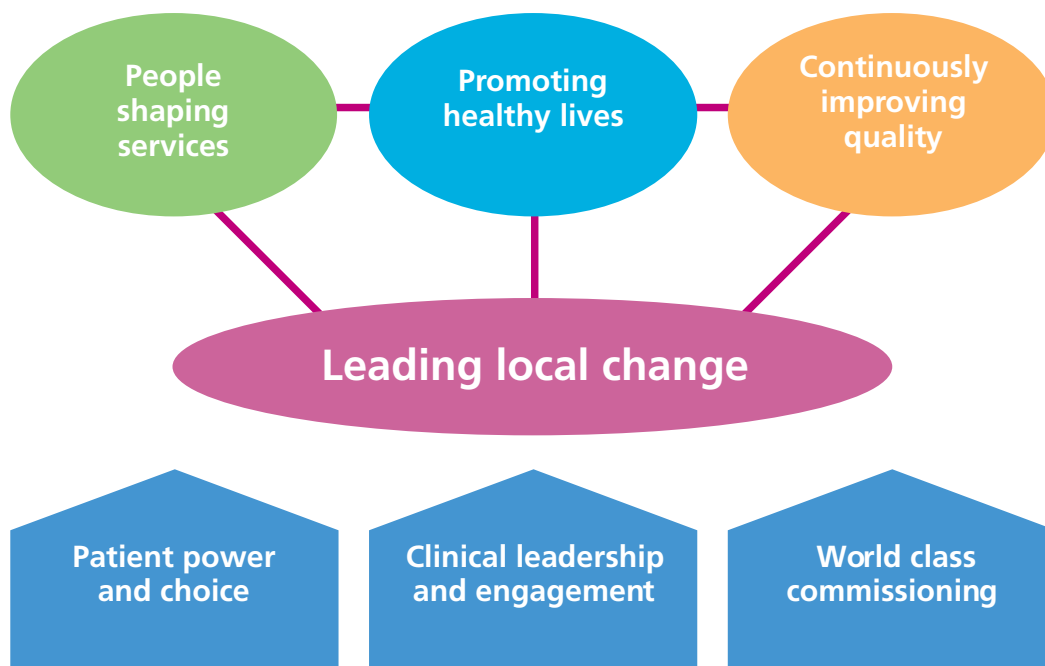 People
shaping
services
Promoting
healthy lives
Continuously
improving
quality
Leading local change
Patient power
and choice
Clinical leadership
and engagement
World class
commissioning